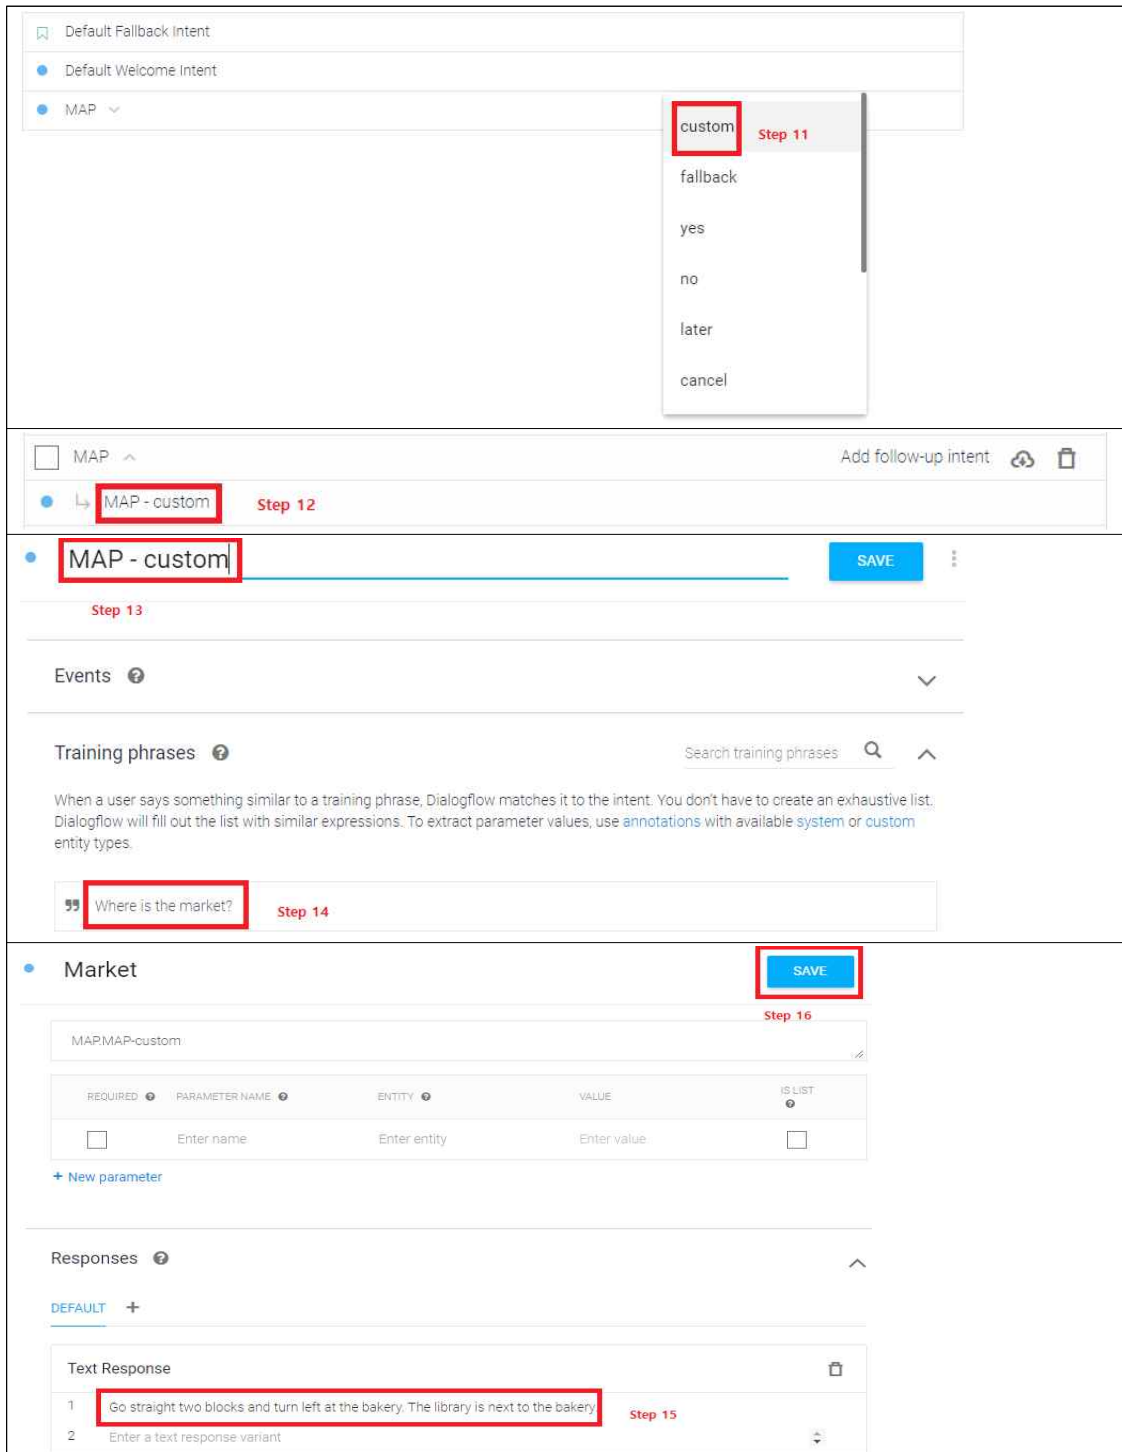 Default Fallback Intent
Default Welcome Intent
MAP
custom
Step 11
fallback
yes
no
later
cancel
MAP
Add follow-up intent
MAP - custom
Step 12
MAP - custom
SAVE
Step 13
Events
Training phrases
Search training phrases
When a user says something similar to a training phrase, Dialogflow matches it to the intent. You don't have to create an exhaustive list.
Dialogflow will fill out the list with similar expressions. To extract parameter values, use annotations with available system or custom
entity types.
Where is the market?
Step 14
Market
SAVE
Step 16
MAP.MAP-custom
REQUIRED PARAMETER NAME ENTITY VALUE IS LIST
Enter name Enter entity Enter value
+ New parameter
Responses
DEFAULT +
Text Response
1 Go straight two blocks and turn left at the bakery. The library is next to the bakery.
Step 15
2 Enter a text response variant